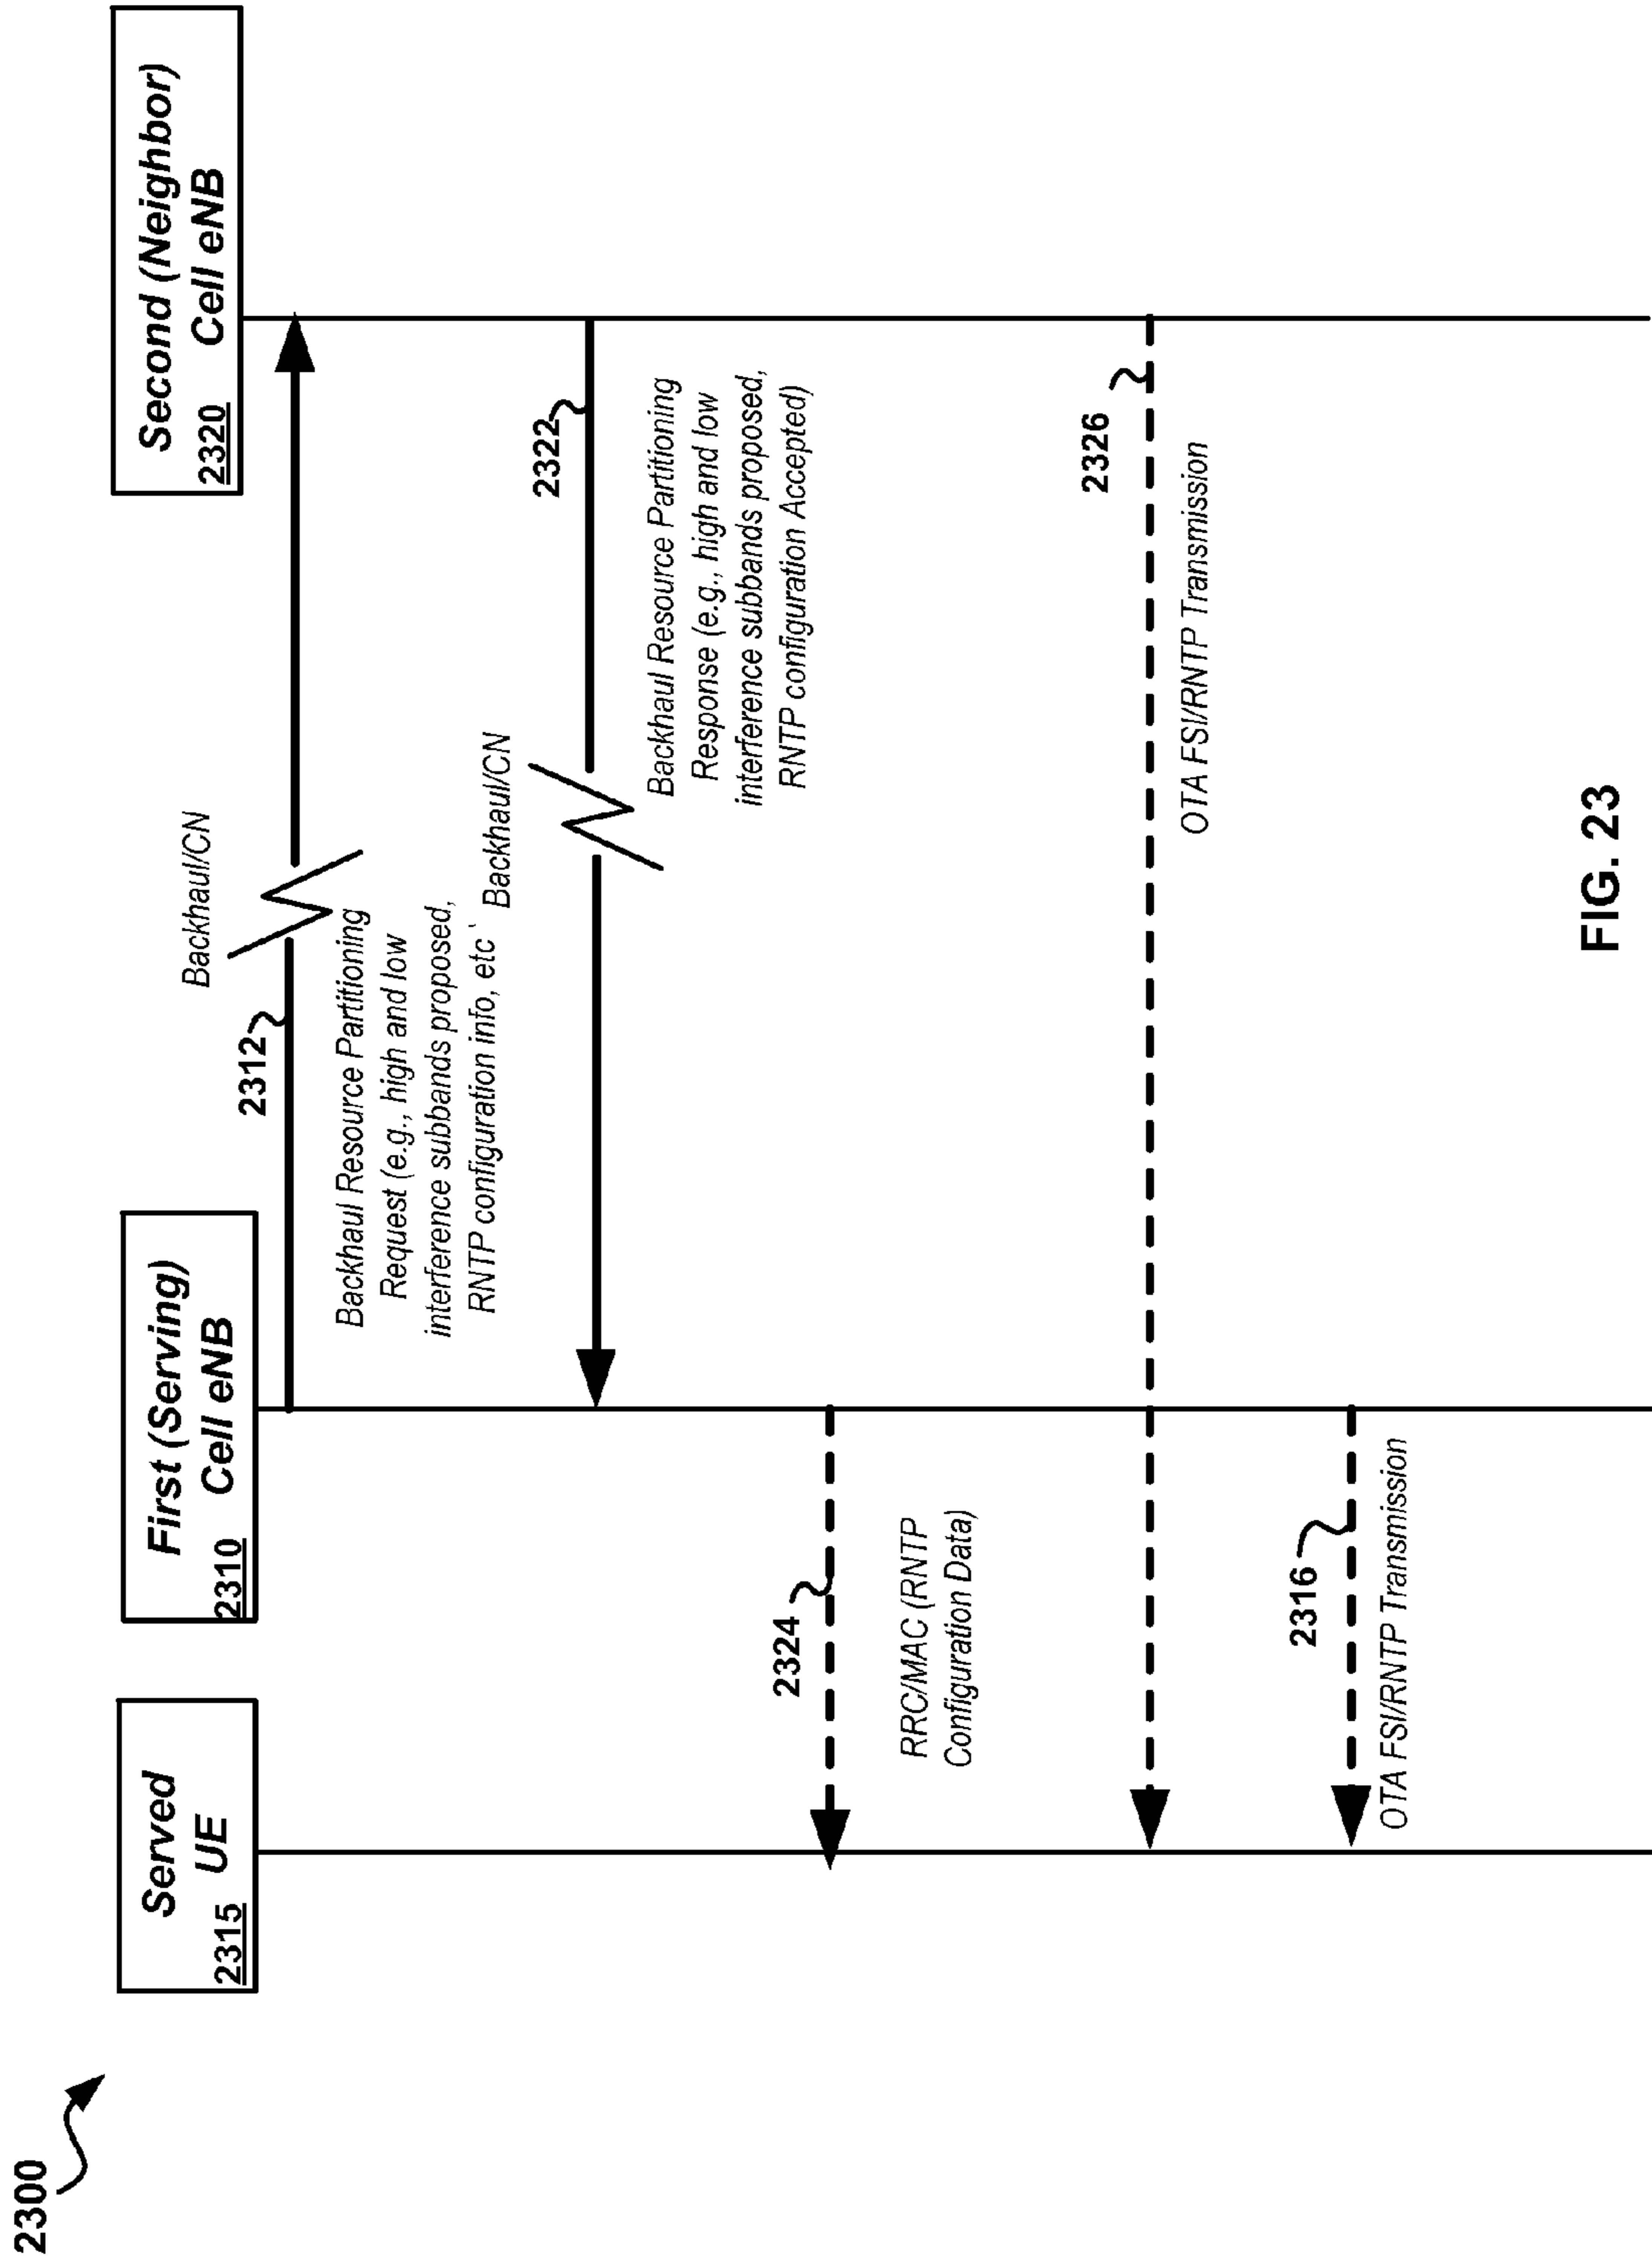 2300
Served
UE
2315
First (Serving)
Cell eNB
2310
Second (Neighbor)
Cell eNB
2320
Backhaul/CN
2312
Backhaul Resource Partitioning
Request (e.g., high and low
interference subbands proposed,
RNTP configuration info, etc
Backhaul/CN
2322
Backhaul Resource Partitioning
Response (e.g., high and low
interference subbands proposed,
RNTP configuration Accepted)
2324
RRC/MAC (RNTP
Configuration Data)
2326
OTA FSI/RNTP Transmission
2316
OTA FSI/RNTP Transmission
FIG. 23